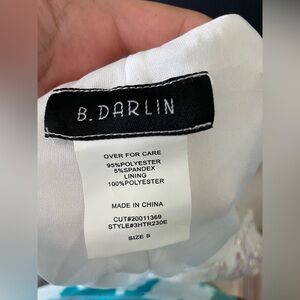 B.DARLIN
OVER FOR CARE
95%POLYESTER
5%SPANDEX
LINING
100%POLYESTER
MADE IN CHINA
CUT#20011369
STYLE#3HTR230E
SIZE S